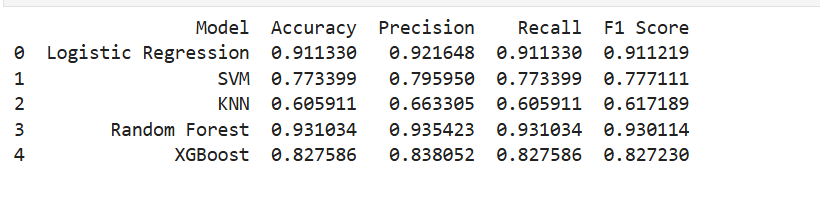 Model Accuracy Precision Recall F1 Score
0 Logistic Regression 0.911330 0.921648 0.911330 0.911219
1 SVM 0.773399 0.795950 0.773399 0.777111
2 KNN 0.605911 0.663305 0.605911 0.617189
3 Random Forest 0.931034 0.935423 0.931034 0.930114
4 XGBoost 0.827586 0.838052 0.827586 0.827230